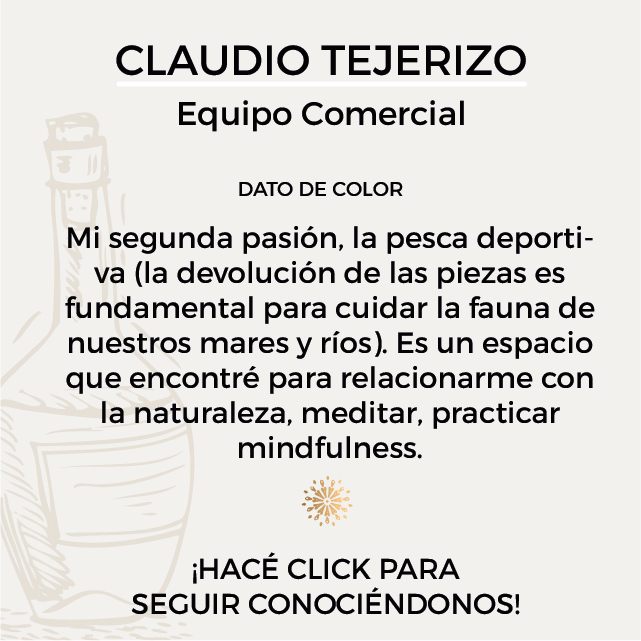 CLAUDIO TEJERIZO
Equipo Comercial
DATO DE COLOR
Mi segunda pasión, la pesca deporti-
va (la devolución de las piezas es
fundamental para cuidar la fauna de
nuestros mares y ríos). Es un espacio
que encontré para relacionarme con
la naturaleza, meditar, practicar
mindfulness.
¡HACÉ CLICK PARA
SEGUIR CONOCIÉNDONOS!